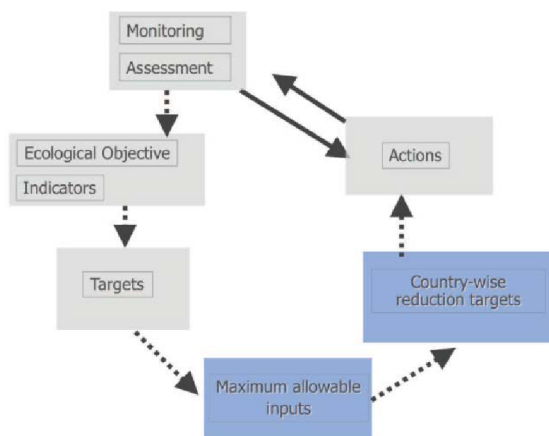 Monitoring
Assessment
Ecological Objective
Indicators
Actions
Targets
Country-wise
reduction targets
Maximum allowable
inputs